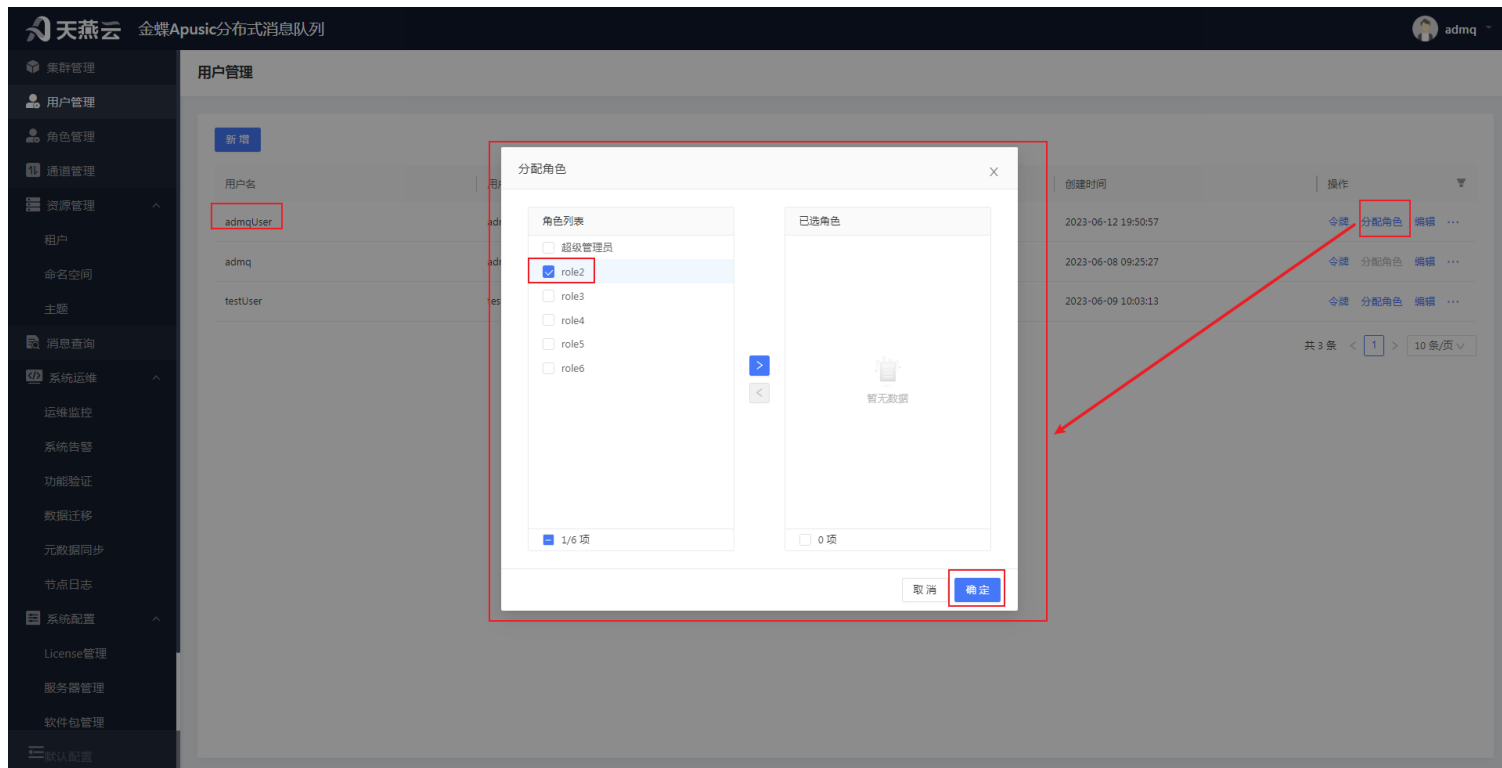 天燕云 金蝶Apusic分布式消息队列
admq
集群管理
用户管理
角色管理
通道管理
资源管理
租户
命名空间
主题
消息查询
系统运维
运维监控
系统告警
功能验证
数据迁移
元数据同步
节点日志
系统配置
License管理
服务器管理
软件包管理
默认配置
用户管理
新增
用户名 创建时间 操作
admqUser 2023-06-12 19:50:57 令牌 分配角色 编辑 ···
admq 2023-06-08 09:25:27 令牌 分配角色 编辑 ···
testUser 2023-06-09 10:03:13 令牌 分配角色 编辑 ···
共 3 条 < 1 > 10 条/页
分配角色 X
角色列表
超级管理员
role2
role3
role4
role5
role6
1/6 项
>
<
已选角色
暂无数据
0 项
取消 确定